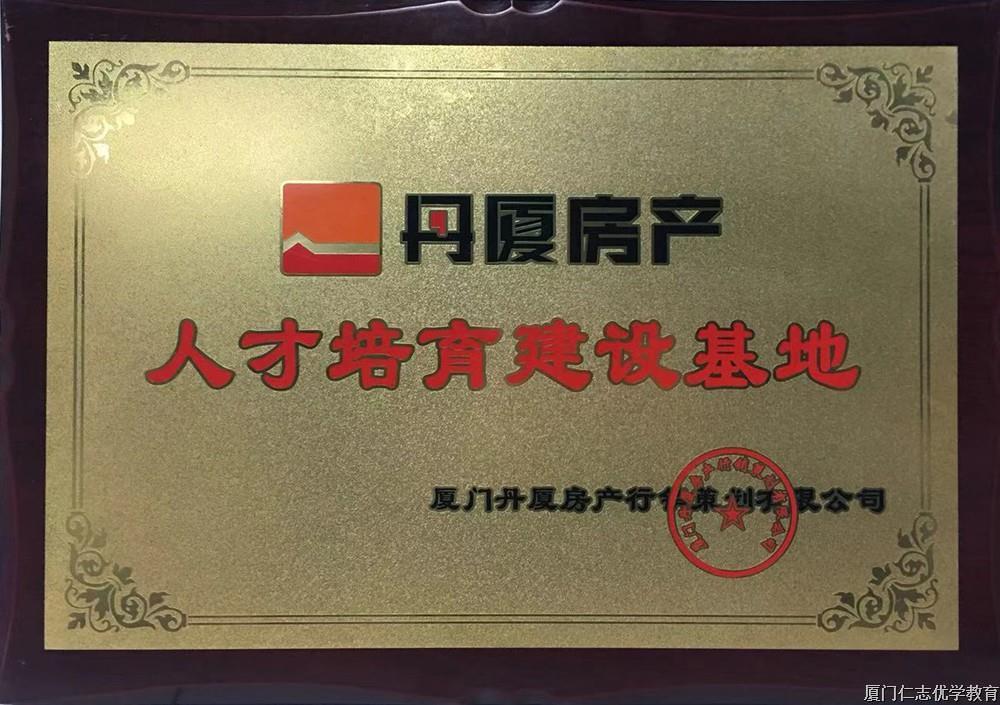 丹厦房产
人才培育建设基地
厦门丹厦房产行销策划有限公司
厦门仁志优学教育